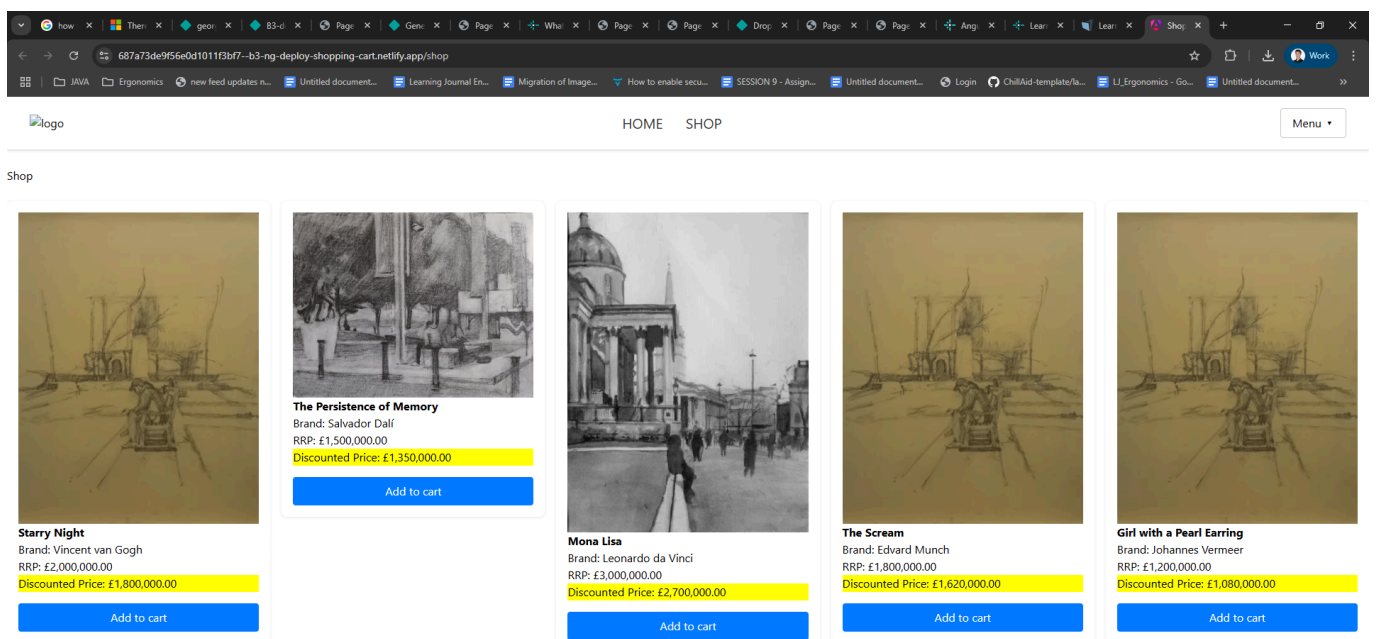 how
There
geor
B3-d
Page
Gene
Page
What
Page
Page
Drop
Page
Page
Angu
Learn
Learn
Shop
687a73de9f56e0d1011f3bf7--b3-ng-deploy-shopping-cart.netlify.app/shop
Work
JAVA
Ergonomics
new feed updates n...
Untitled document...
Learning Journal En...
Migration of Image...
How to enable secu...
SESSION 9 - Assign...
Untitled document...
Login
ChillAid-template/la...
LJ_Ergonomics - Go...
Untitled document...
logo
HOME
SHOP
Menu
Shop
Starry Night
Brand: Vincent van Gogh
RRP: £2,000,000.00
Discounted Price: £1,800,000.00
Add to cart
The Persistence of Memory
Brand: Salvador Dalí
RRP: £1,500,000.00
Discounted Price: £1,350,000.00
Add to cart
Mona Lisa
Brand: Leonardo da Vinci
RRP: £3,000,000.00
Discounted Price: £2,700,000.00
Add to cart
The Scream
Brand: Edvard Munch
RRP: £1,800,000.00
Discounted Price: £1,620,000.00
Add to cart
Girl with a Pearl Earring
Brand: Johannes Vermeer
RRP: £1,200,000.00
Discounted Price: £1,080,000.00
Add to cart